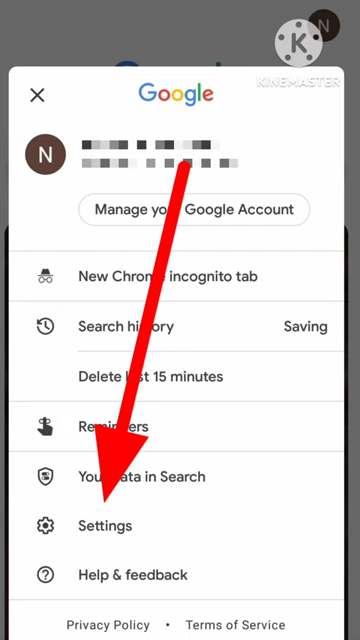 N
K
KINEMASTER
Google
N
Manage your Google Account
New Chrome incognito tab
Search history Saving
Delete last 15 minutes
Reminders
Your data in Search
Settings
Help & feedback
Privacy Policy • Terms of Service